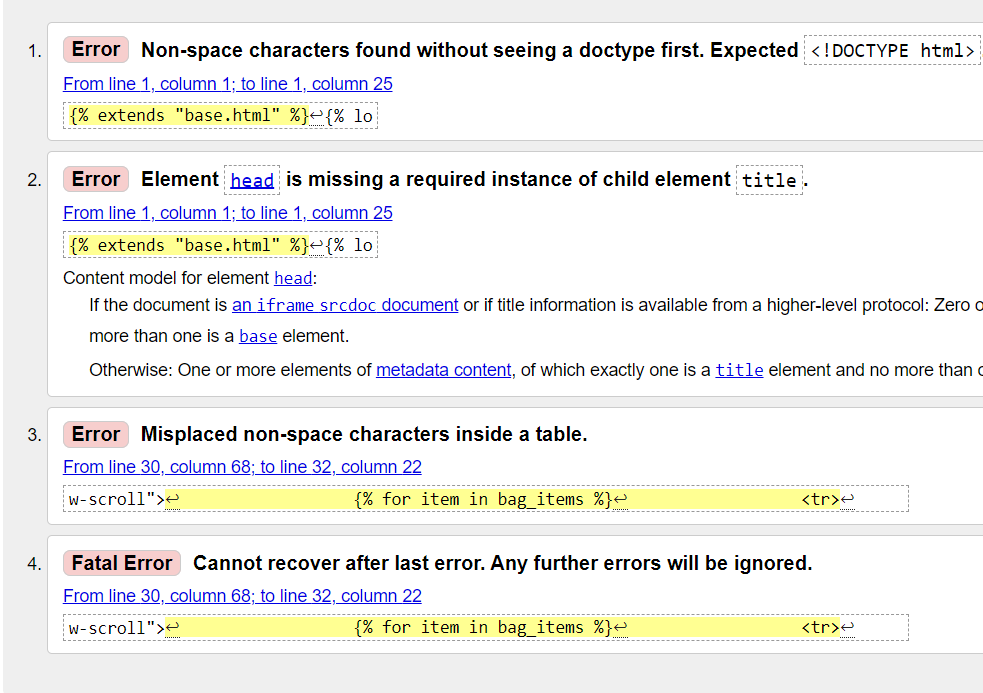 1. Error Non-space characters found without seeing a doctype first. Expected <!DOCTYPE html>
From line 1, column 1; to line 1, column 25
{% extends "base.html" %}↩{% lo
2. Error Element head is missing a required instance of child element title.
From line 1, column 1; to line 1, column 25
{% extends "base.html" %}↩{% lo
Content model for element head:
If the document is an iframe srcdoc document or if title information is available from a higher-level protocol: Zero o
more than one is a base element.
Otherwise: One or more elements of metadata content, of which exactly one is a title element and no more than
3. Error Misplaced non-space characters inside a table.
From line 30, column 68; to line 32, column 22
w-scroll">↩ {% for item in bag_items %}↩ <tr>↩
4. Fatal Error Cannot recover after last error. Any further errors will be ignored.
From line 30, column 68; to line 32, column 22
w-scroll">↩ {% for item in bag_items %}↩ <tr>↩